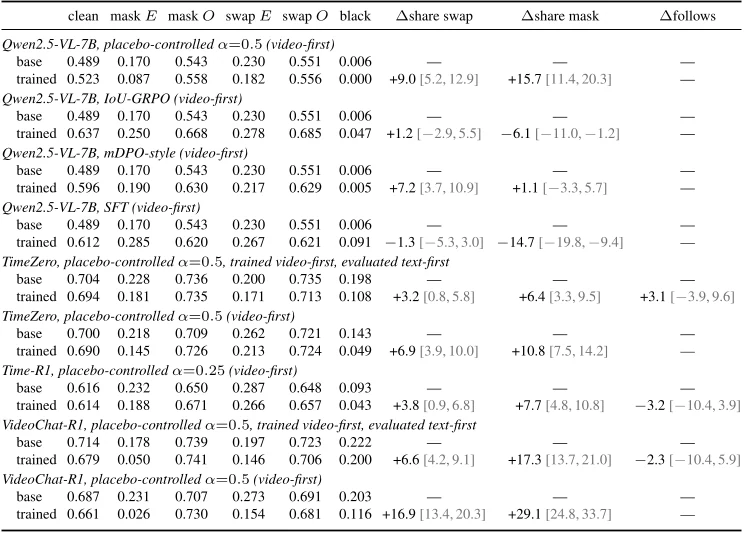 clean mask E mask O swap E swap O black Δshare swap Δshare mask Δfollows
Qwen2.5-VL-7B, placebo-controlled α=0.5 (video-first)
base 0.489 0.170 0.543 0.230 0.551 0.006 — — —
trained 0.523 0.087 0.558 0.182 0.556 0.000 +9.0 [5.2, 12.9] +15.7 [11.4, 20.3] —
Qwen2.5-VL-7B, IoU-GRPO (video-first)
base 0.489 0.170 0.543 0.230 0.551 0.006 — — —
trained 0.637 0.250 0.668 0.278 0.685 0.047 +1.2 [−2.9, 5.5] −6.1 [−11.0, −1.2] —
Qwen2.5-VL-7B, mDPO-style (video-first)
base 0.489 0.170 0.543 0.230 0.551 0.006 — — —
trained 0.596 0.190 0.630 0.217 0.629 0.005 +7.2 [3.7, 10.9] +1.1 [−3.3, 5.7] —
Qwen2.5-VL-7B, SFT (video-first)
base 0.489 0.170 0.543 0.230 0.551 0.006 — — —
trained 0.612 0.285 0.620 0.267 0.621 0.091 −1.3 [−5.3, 3.0] −14.7 [−19.8, −9.4] —
TimeZero, placebo-controlled α=0.5, trained video-first, evaluated text-first
base 0.704 0.228 0.736 0.200 0.735 0.198 — — —
trained 0.694 0.181 0.735 0.171 0.713 0.108 +3.2 [0.8, 5.8] +6.4 [3.3, 9.5] +3.1 [−3.9, 9.6]
TimeZero, placebo-controlled α=0.5 (video-first)
base 0.700 0.218 0.709 0.262 0.721 0.143 — — —
trained 0.690 0.145 0.726 0.213 0.724 0.049 +6.9 [3.9, 10.0] +10.8 [7.5, 14.2] —
Time-R1, placebo-controlled α=0.25 (video-first)
base 0.616 0.232 0.650 0.287 0.648 0.093 — — —
trained 0.614 0.188 0.671 0.266 0.657 0.043 +3.8 [0.9, 6.8] +7.7 [4.8, 10.8] −3.2 [−10.4, 3.9]
VideoChat-R1, placebo-controlled α=0.5, trained video-first, evaluated text-first
base 0.714 0.178 0.739 0.197 0.723 0.222 — — —
trained 0.679 0.050 0.741 0.146 0.706 0.200 +6.6 [4.2, 9.1] +17.3 [13.7, 21.0] −2.3 [−10.4, 5.9]
VideoChat-R1, placebo-controlled α=0.5 (video-first)
base 0.687 0.231 0.707 0.273 0.691 0.203 — — —
trained 0.661 0.026 0.730 0.154 0.681 0.116 +16.9 [13.4, 20.3] +29.1 [24.8, 33.7] —